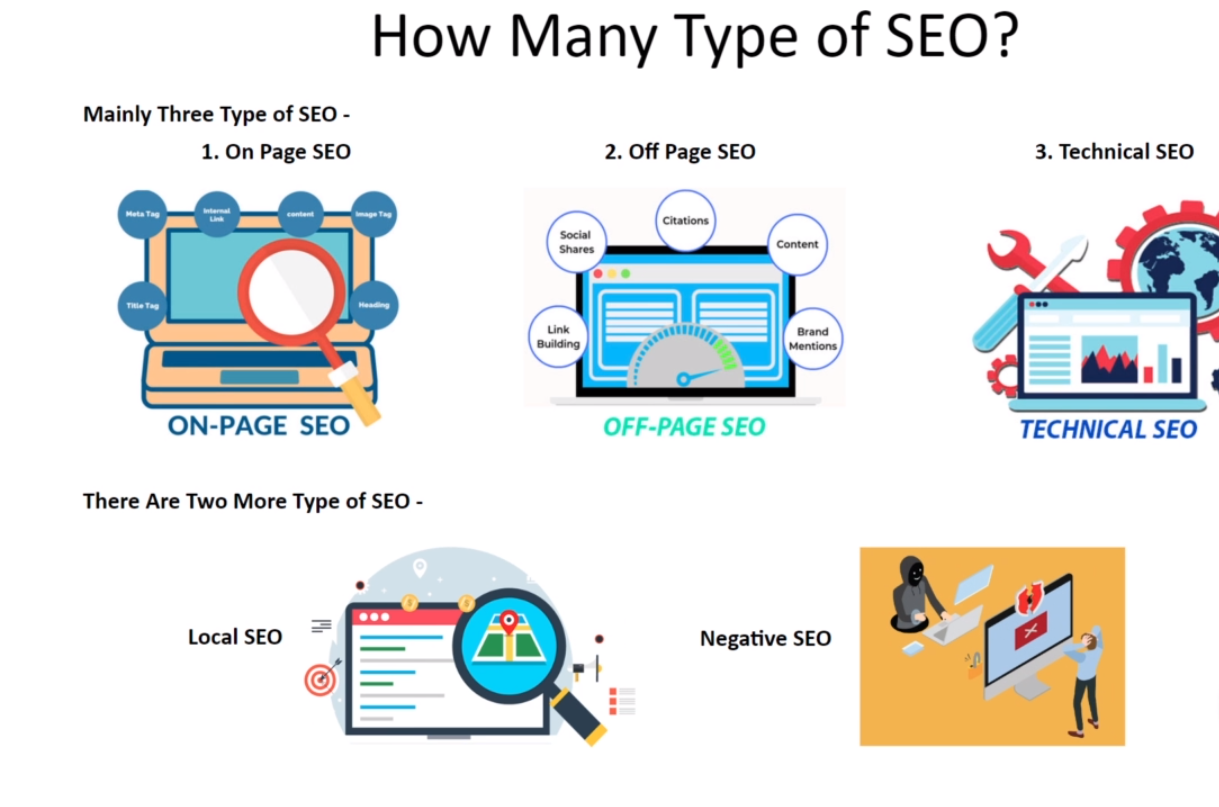 How Many Type of SEO?
Mainly Three Type of SEO -
1. On Page SEO
2. Off Page SEO
3. Technical SEO
Meta Tag
Internal
Link
content
Image Tag
Title Tag
Heading
ON-PAGE SEO
Social
Shares
Citations
Content
Link
Building
Brand
Mentions
OFF-PAGE SEO
TECHNICAL SEO
There Are Two More Type of SEO -
Local SEO
Negative SEO